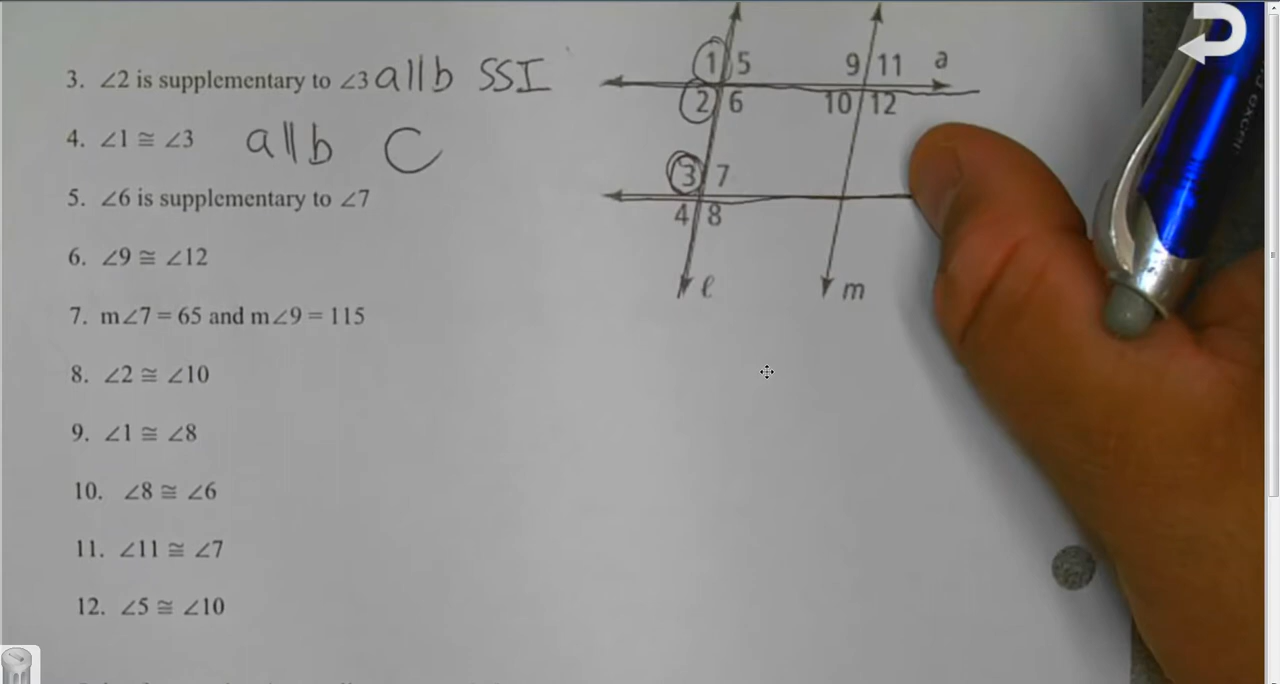 3. ∠2 is supplementary to ∠3 a||b SSI
4. ∠1 ≅ ∠3 a||b C
5. ∠6 is supplementary to ∠7
6. ∠9 ≅ ∠12
7. m∠7 = 65 and m∠9 = 115
8. ∠2 ≅ ∠10
9. ∠1 ≅ ∠8
10. ∠8 ≅ ∠6
11. ∠11 ≅ ∠7
12. ∠5 ≅ ∠10
1 5 9 11 a
2 6 10 12
3 7
4 8
ℓ m